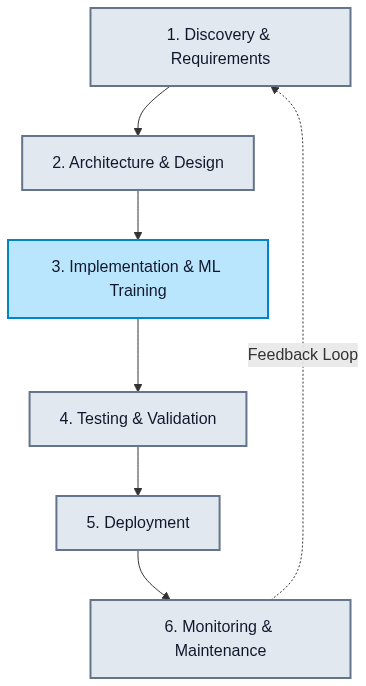 1. Discovery &
Requirements
2. Architecture & Design
3. Implementation & ML
Training
Feedback Loop
4. Testing & Validation
5. Deployment
6. Monitoring &
Maintenance